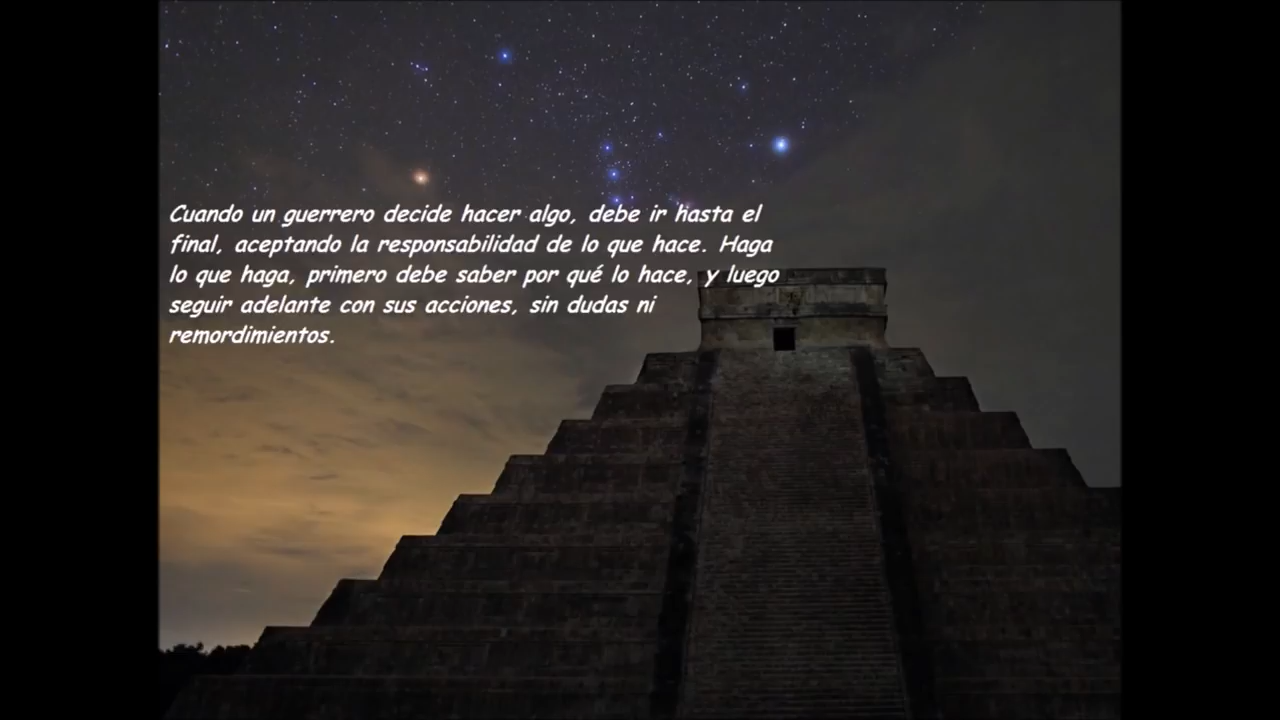 Cuando un guerrero decide hacer algo, debe ir hasta el
final, aceptando la responsabilidad de lo que hace. Haga
lo que haga, primero debe saber por qué lo hace, y luego
seguir adelante con sus acciones, sin dudas ni
remordimientos.